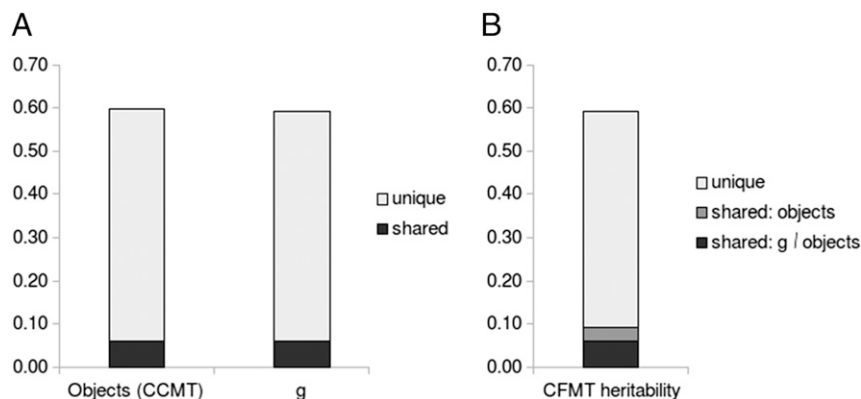 A
0.70
0.60
0.50
0.40
0.30
0.20
0.10
0.00
Objects (CCMT)
g
unique
shared
B
0.70
0.60
0.50
0.40
0.30
0.20
0.10
0.00
CFMT heritability
unique
shared: objects
shared: g / objects